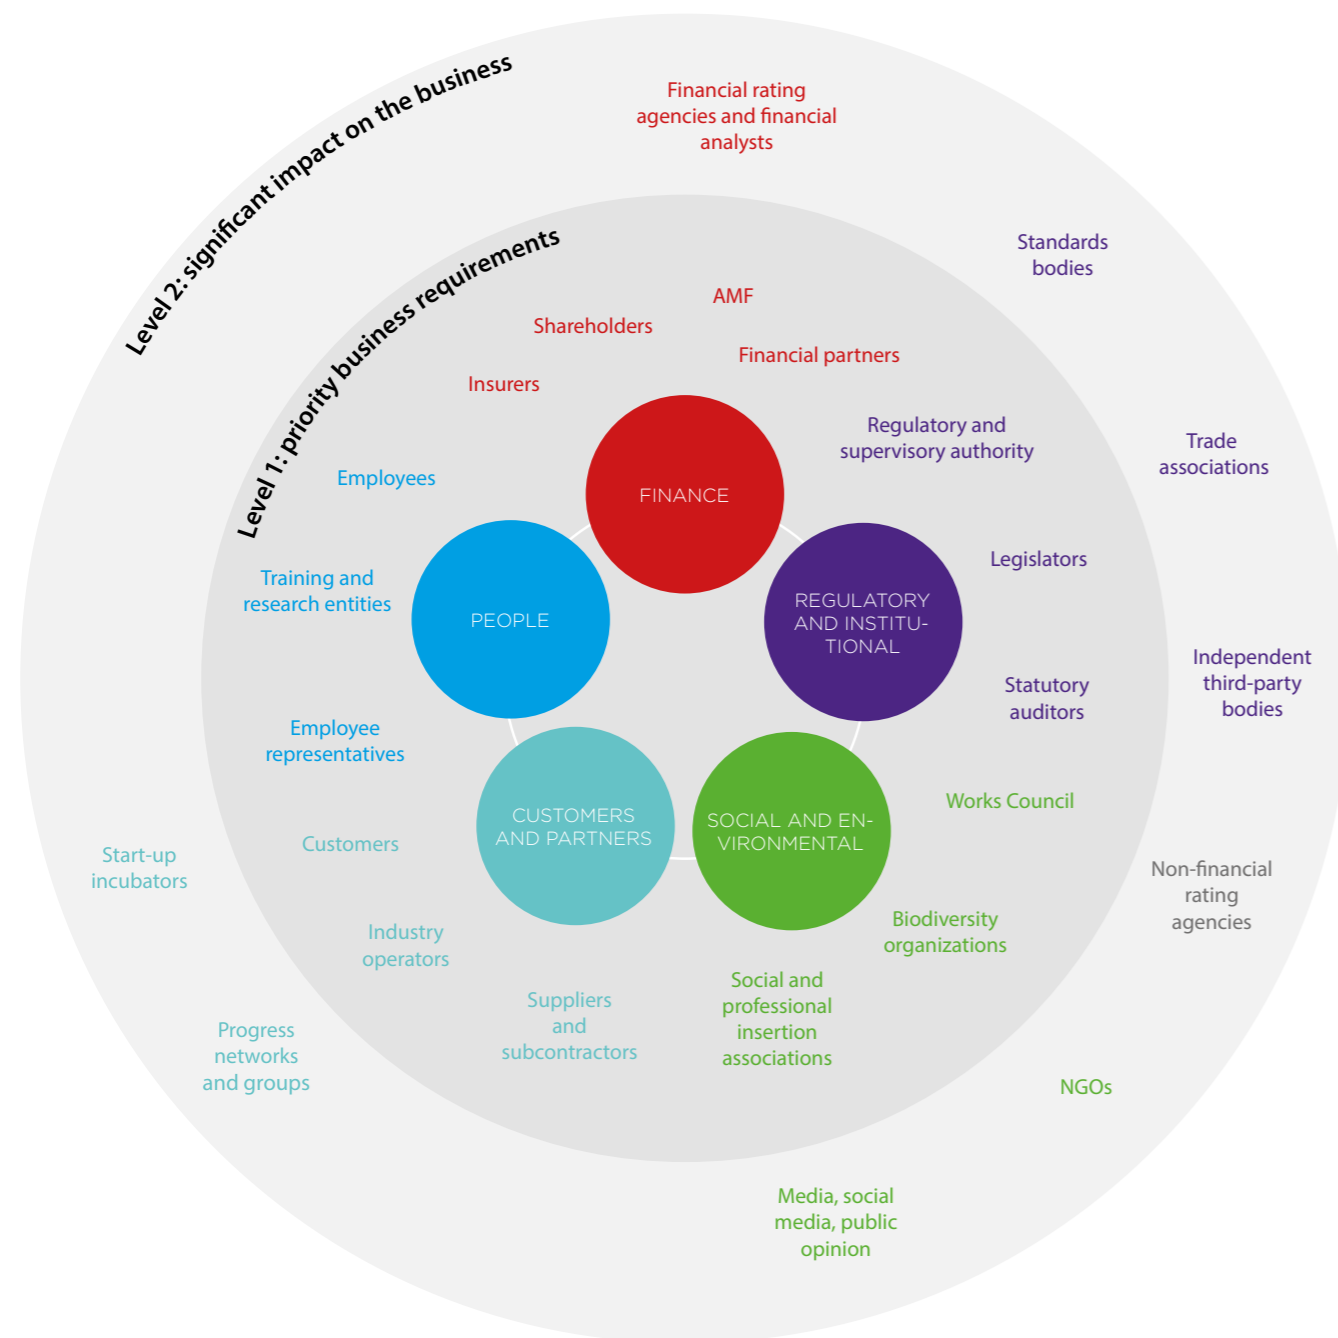 Level 2: significant impact on the business
Financial rating
agencies and financial
analysts
Standards
bodies
Trade
associations
Independent
third-party
bodies
Non-financial
rating
agencies
NGOs
Media, social
media, public
opinion
Progress
networks
and groups
Start-up
incubators
Level 1: priority business requirements
AMF
Shareholders
Financial partners
Insurers
Regulatory and
supervisory authority
Legislators
Statutory
auditors
Works Council
Biodiversity
organizations
Social and
professional
insertion
associations
Suppliers
and
subcontractors
Industry
operators
Customers
Employee
representatives
Training and
research entities
Employees
FINANCE
REGULATORY
AND INSTITU-
TIONAL
SOCIAL AND EN-
VIRONMENTAL
CUSTOMERS
AND PARTNERS
PEOPLE